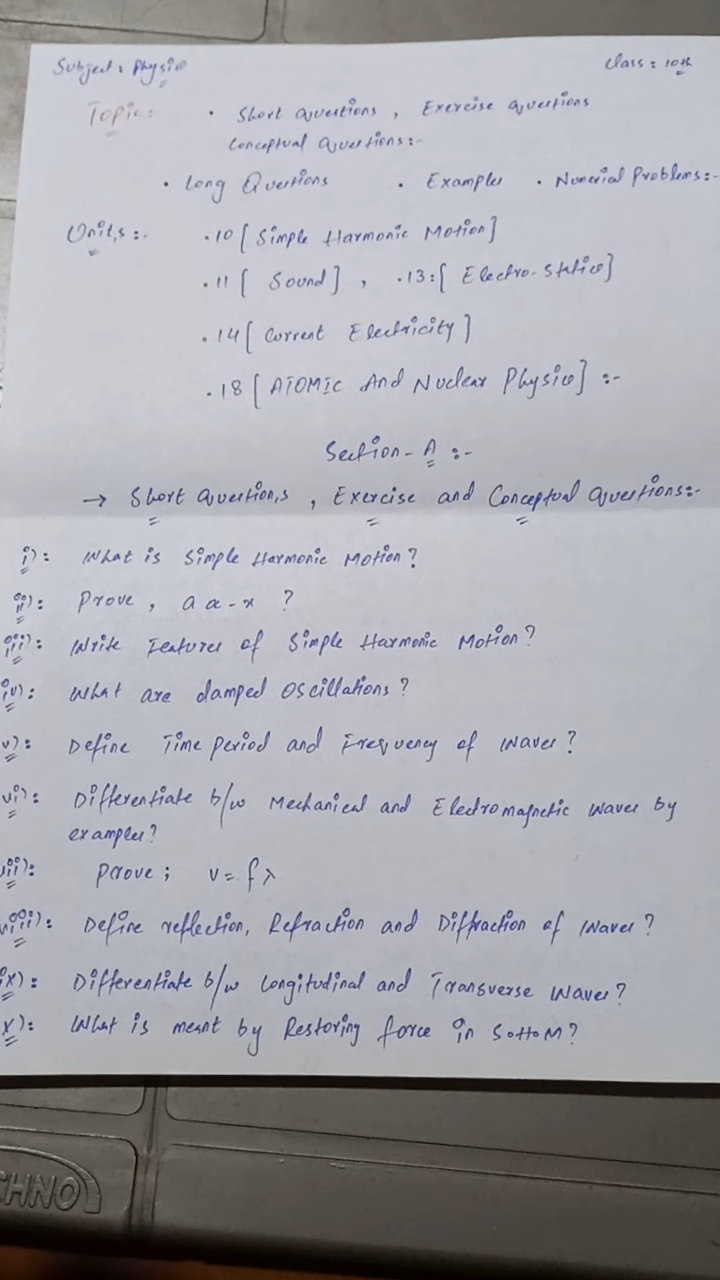 Subject: Physics
Class: 10th
Topic: • Short Questions, Exercise Questions
Conceptual Questions:-
• Long Questions • Examples • Numerial Problems:-
Unit,s:- .10 [Simple Harmonic Motion]
.11 [Sound], .13:[Electro-Statics]
.14 [Current Electricity]
.18 [ATOMIC And Nuclear Physics] :-
Section-A :-
→ Short Question,s, Exercise and Conceptual Questions:-
i): What is Simple Harmonic Motion?
ii): Prove, a α - x ?
iii): Write Features of Simple Harmonic Motion?
iv): What are damped Oscillations?
v): Define Time Period and Frequency of Waves?
vi): Differentiate b/w Mechanical and Electromagnetic waves by
examples?
vii): Prove; v = fλ
viii): Define reflection, Refraction and Diffraction of Waves?
ix): Differentiate b/w Longitudinal and Transverse Waves?
x): What is meant by Restoring force in S.H.M?
CHNO